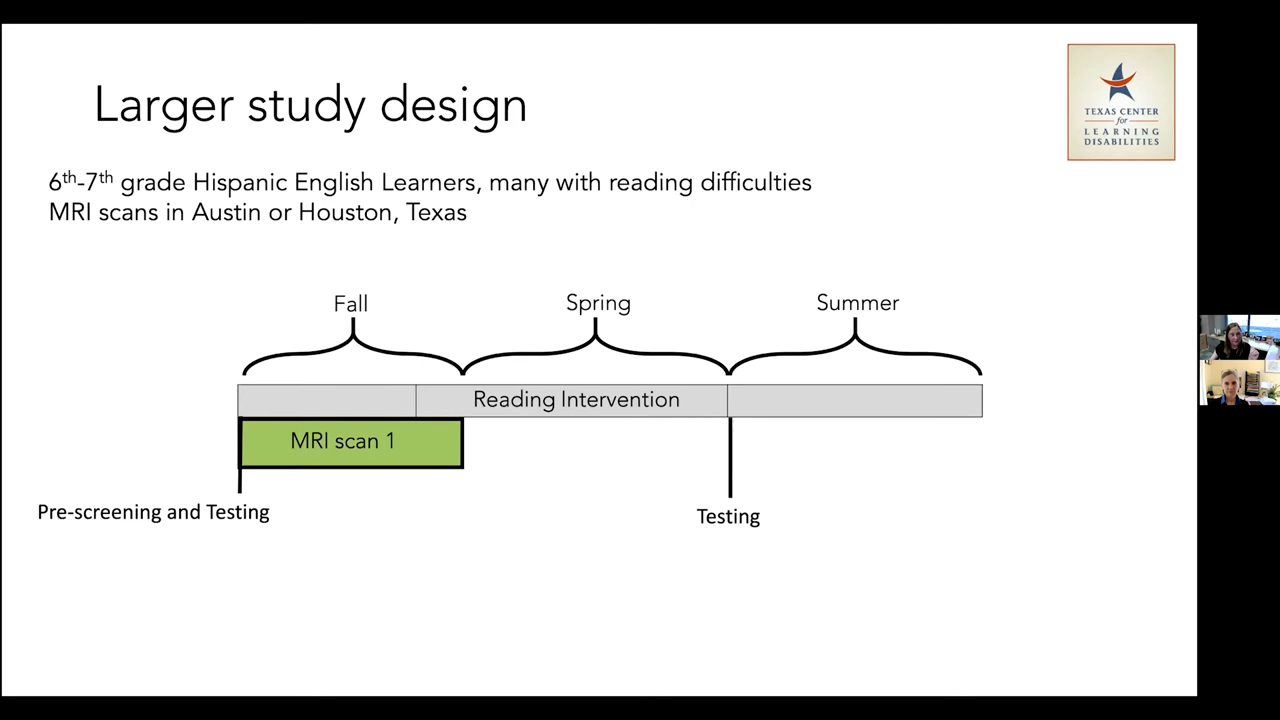 Larger study design
TEXAS CENTER
for
LEARNING
DISABILITIES
6th-7th grade Hispanic English Learners, many with reading difficulties
MRI scans in Austin or Houston, Texas
Fall
Spring
Summer
Reading Intervention
MRI scan 1
Pre-screening and Testing
Testing